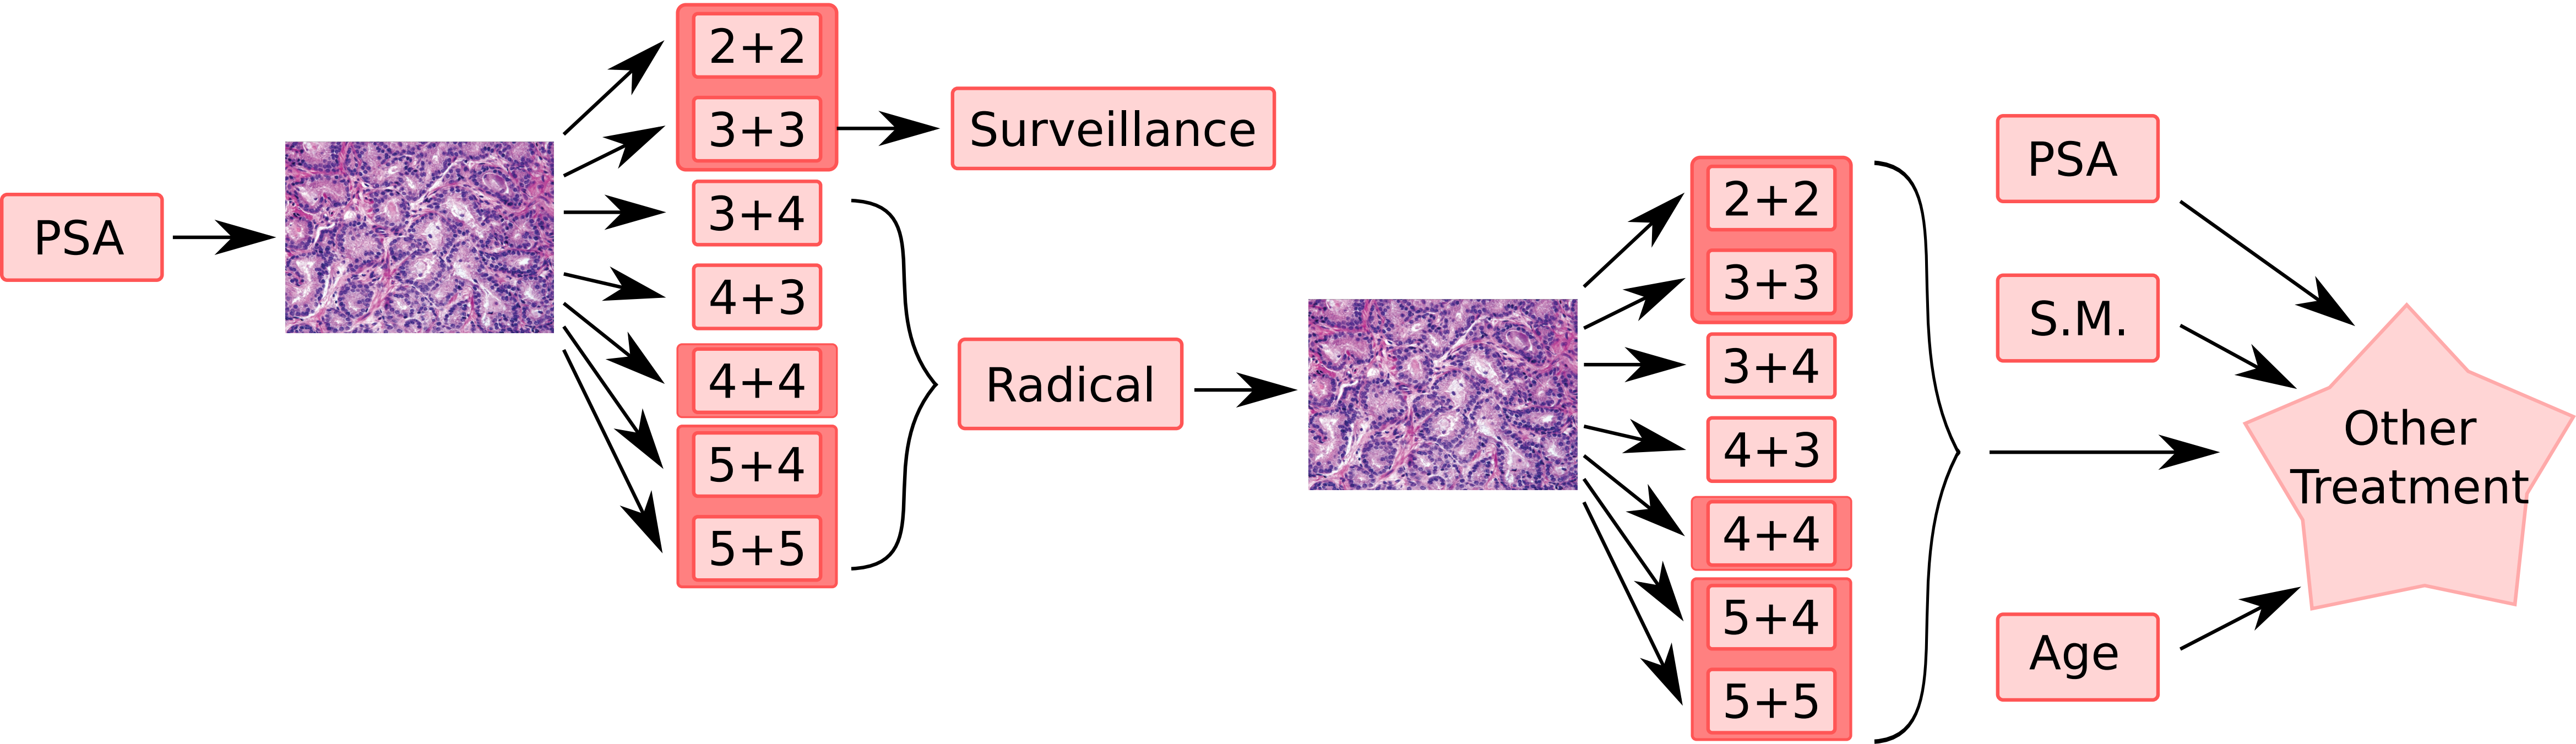 PSA
2+2
3+3
3+4
4+3
4+4
5+4
5+5
Surveillance
Radical
2+2
3+3
3+4
4+3
4+4
5+4
5+5
PSA
S.M.
Age
Other
Treatment